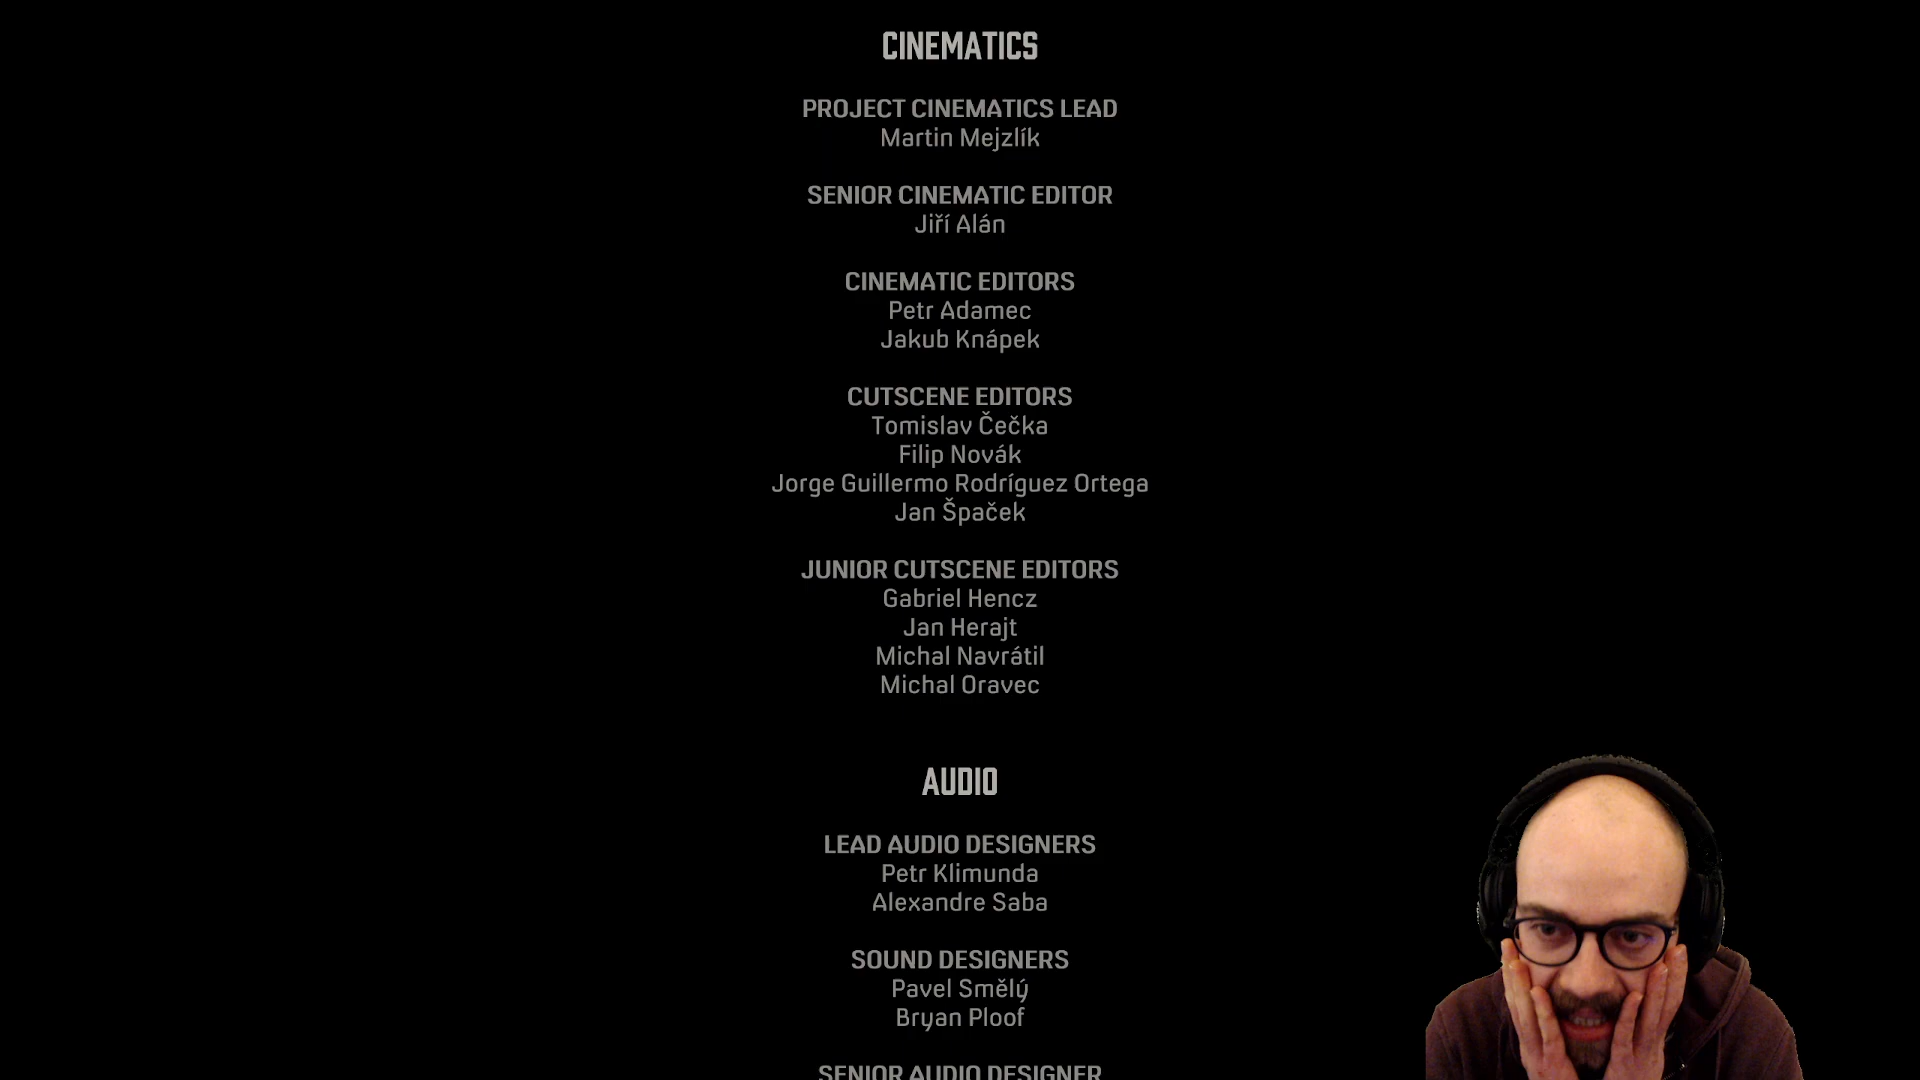 CINEMATICS
PROJECT CINEMATICS LEAD
Martin Mejzlík
SENIOR CINEMATIC EDITOR
Jiří Alán
CINEMATIC EDITORS
Petr Adamec
Jakub Knápek
CUTSCENE EDITORS
Tomislav Čečka
Filip Novák
Jorge Guillermo Rodríguez Ortega
Jan Špaček
JUNIOR CUTSCENE EDITORS
Gabriel Hencz
Jan Herajt
Michal Navrátil
Michal Oravec
AUDIO
LEAD AUDIO DESIGNERS
Petr Klimunda
Alexandre Saba
SOUND DESIGNERS
Pavel Smělý
Bryan Ploof
SENIOR AUDIO DESIGNER